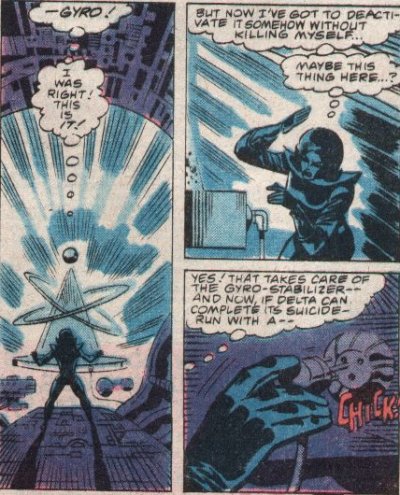 —GYRO!
I
WAS
RIGHT!
THIS
IS
IT!
BUT NOW I'VE GOT TO DEACTI-
VATE IT SOMEHOW WITHOUT
KILLING MYSELF...
MAYBE THIS
THING HERE...?
YES! THAT TAKES CARE OF
THE GYRO-STABILIZER—
AND NOW, IF DELTA CAN
COMPLETE ITS SUICIDE-
RUN WITH A--
CHICK!